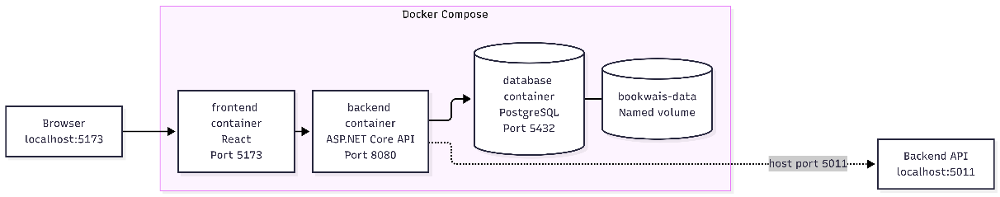 Docker Compose
Browser
localhost:5173
frontend
container
React
Port 5173
backend
container
ASP.NET Core API
Port 8080
database
container
PostgreSQL
Port 5432
bookwais-data
Named volume
host port 5011
Backend API
localhost:5011